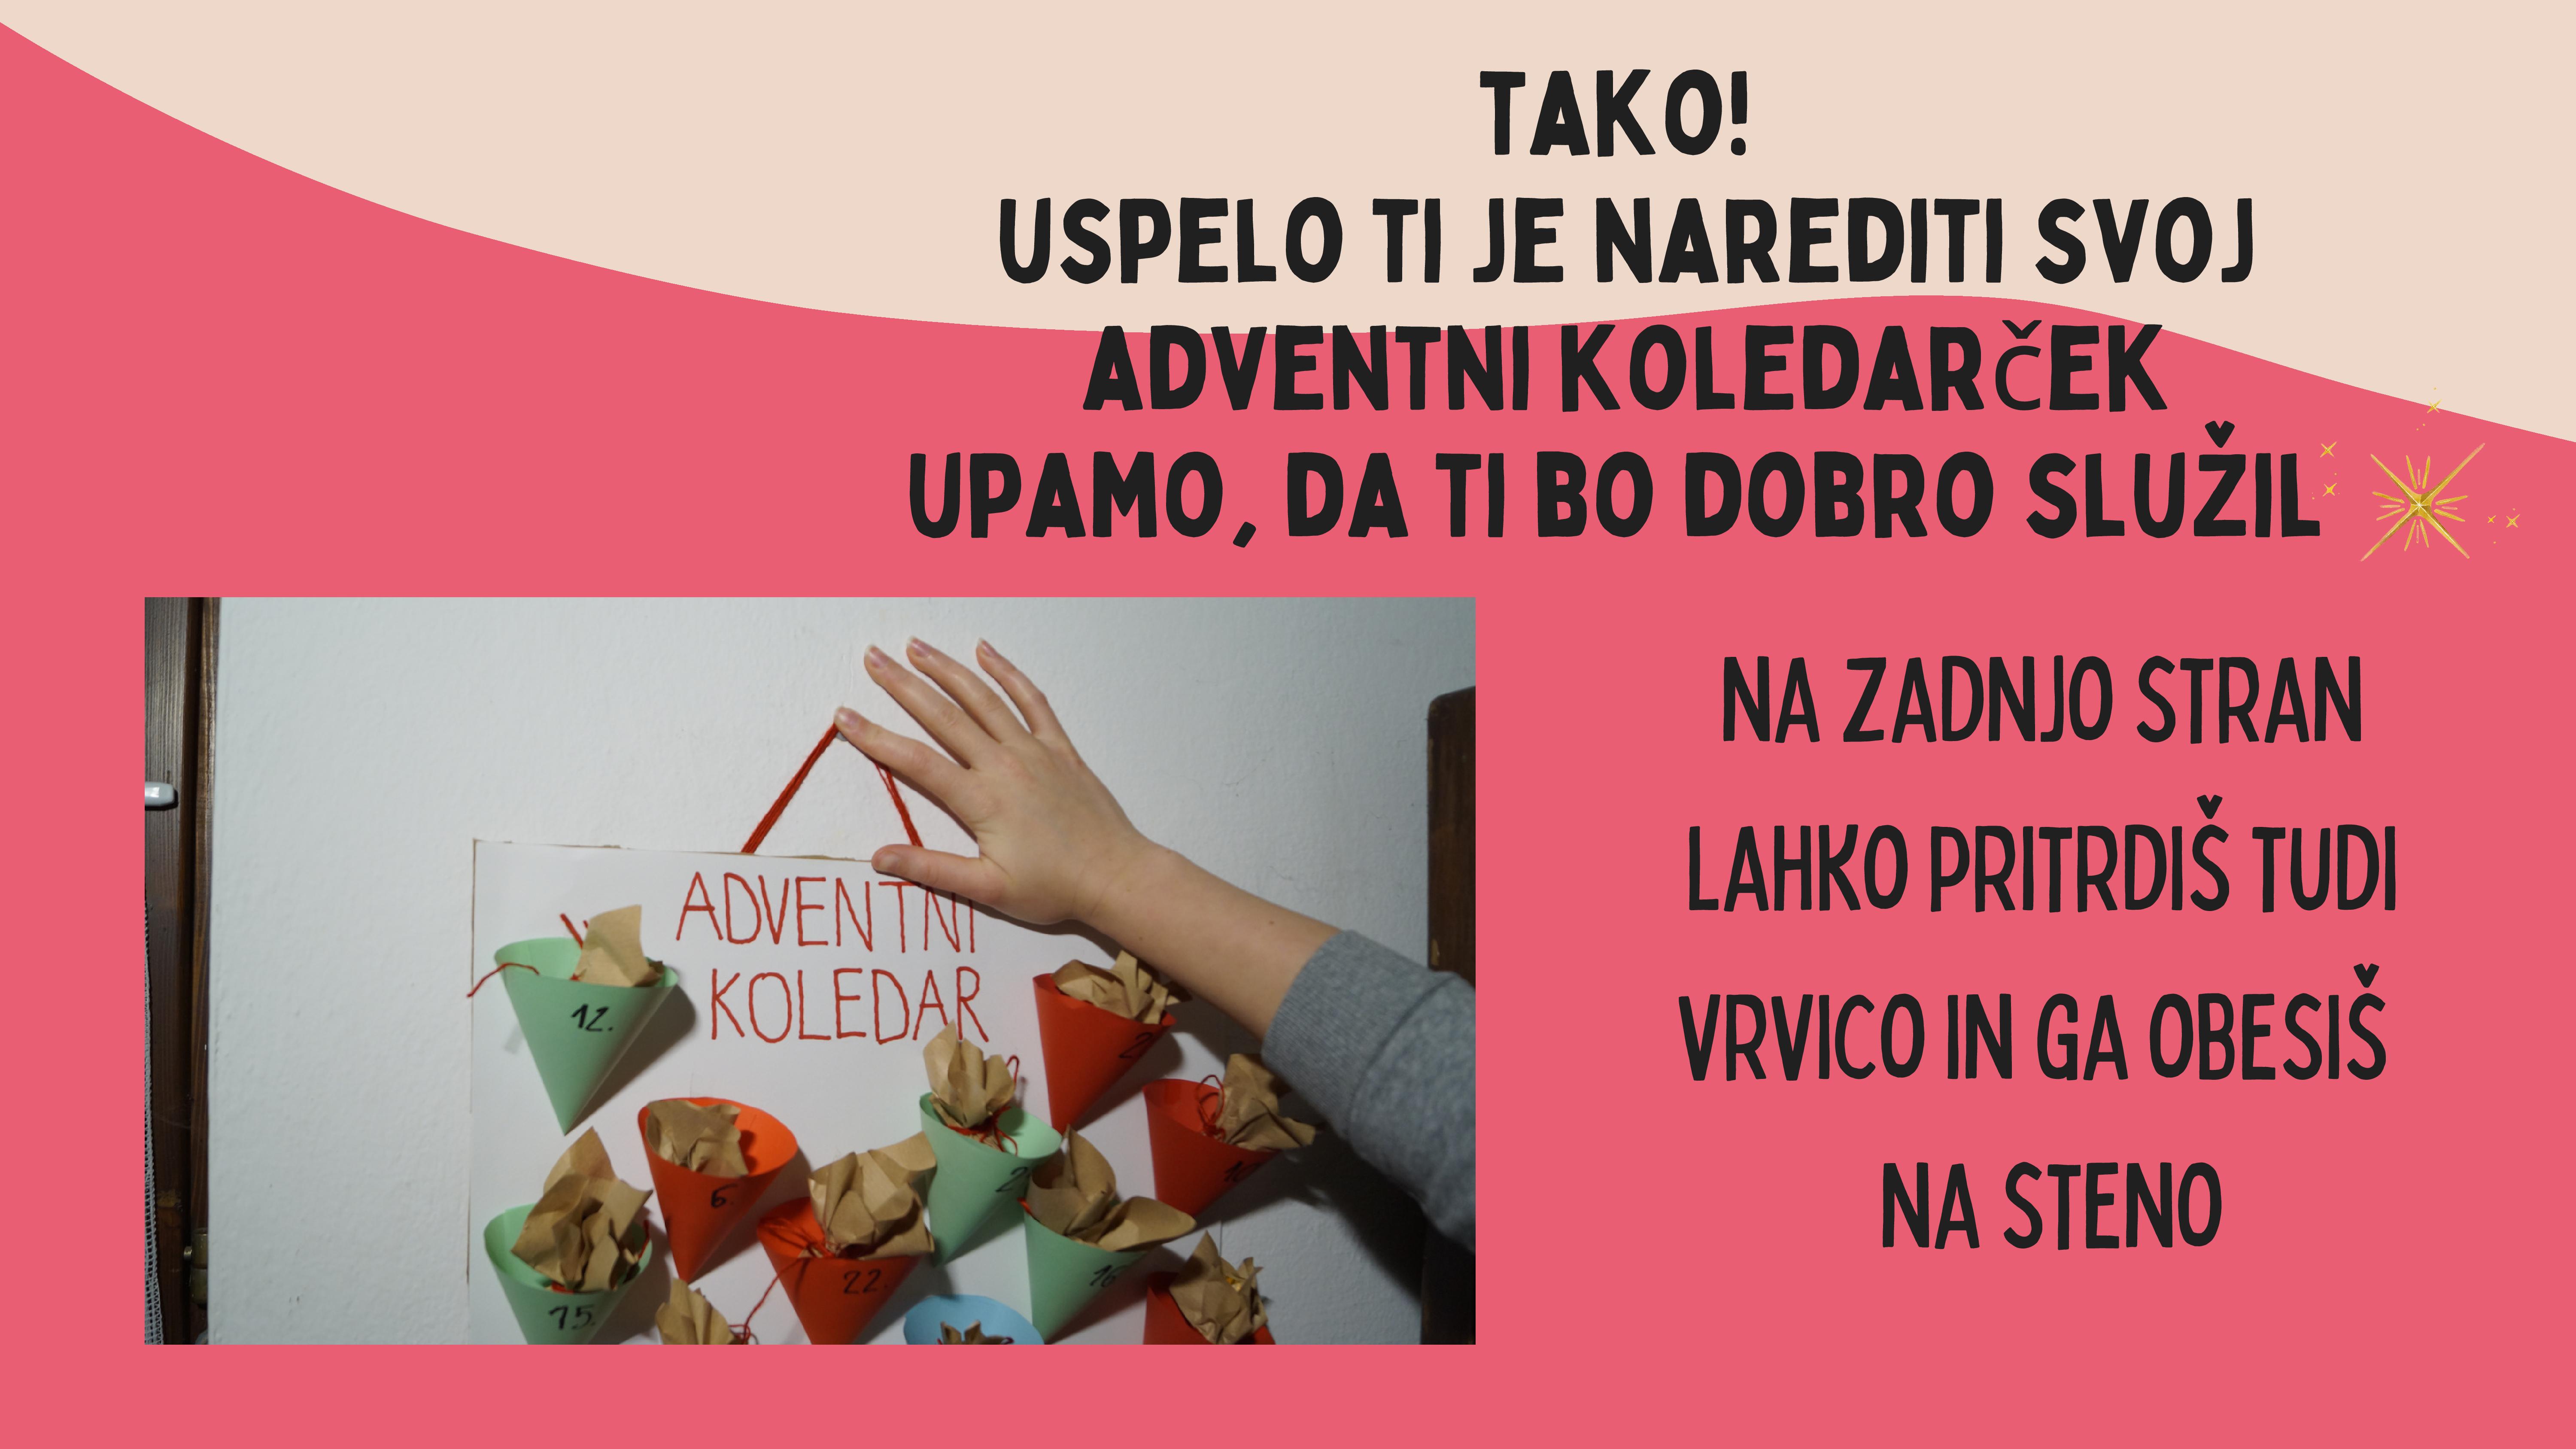 TAKO!
USPELO TI JE NAREDITI SVOJ
ADVENTNI KOLEDARČEK
UPAMO, DA TI BO DOBRO SLUŽIL
NA ZADNJO STRAN
LAHKO PRITRDIŠ TUDI
VRVICO IN GA OBESIŠ
NA STENO
ADVENTNI
KOLEDAR
12.
6.
22.
16
15.